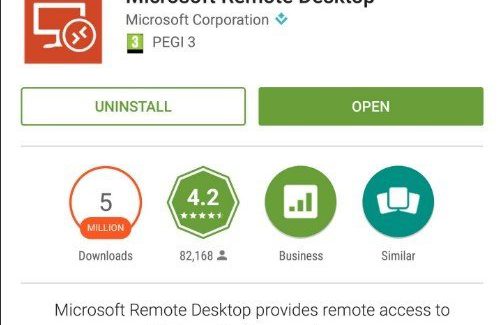 Microsoft Remote Desktop
Microsoft Corporation
3 PEGI 3
UNINSTALL OPEN
5 4.2
MILLION
Downloads 82,168 Business Similar
Microsoft Remote Desktop provides remote access to